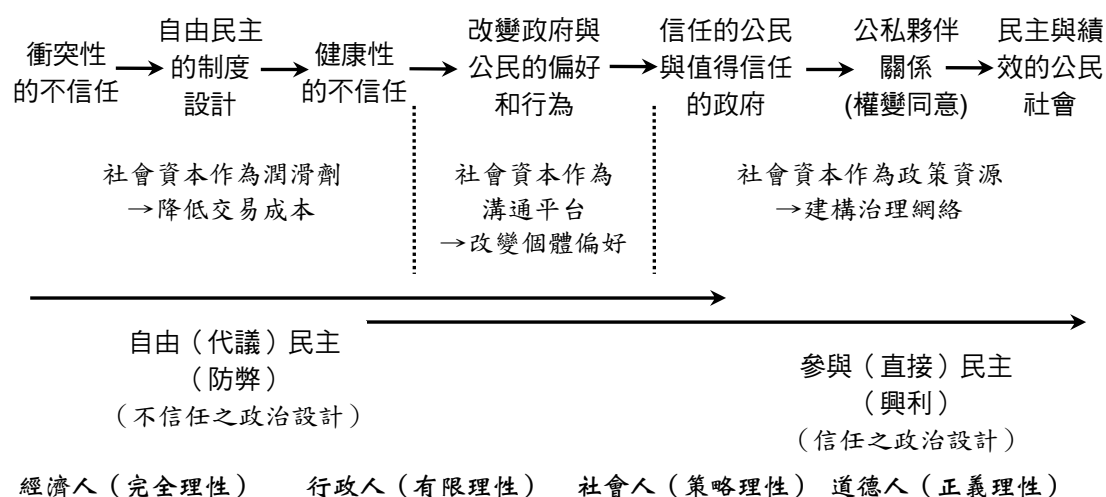 衝突性
的不信任
自由民主
的制度
設計
健康性
的不信任
改變政府與
公民的偏好
和行為
信任的公民
與值得信任
的政府
公私夥伴
關係
(權變同意)
民主與績
效的公民
社會
社會資本作為潤滑劑
→降低交易成本
社會資本作為
溝通平台
→改變個體偏好
社會資本作為政策資源
→建構治理網絡
自由（代議）民主
（防弊）
（不信任之政治設計）
參與（直接）民主
（興利）
（信任之政治設計）
經濟人（完全理性） 行政人（有限理性） 社會人（策略理性） 道德人（正義理性）